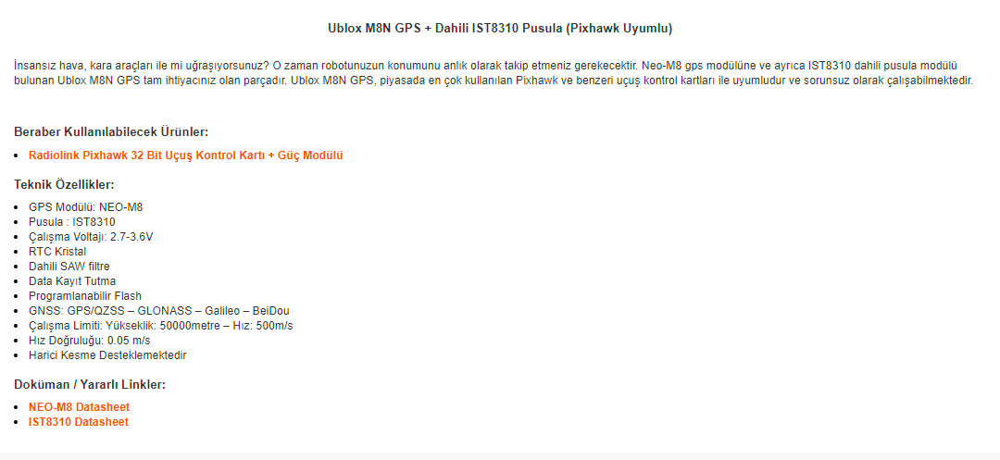 Ublox M8N GPS + Dahili IST8310 Pusula (Pixhawk Uyumlu)
İnsansız hava, kara araçları ile mi uğraşıyorsunuz? O zaman robotunuzun konumunu anlık olarak takip etmeniz gerekecektir. Neo-M8 gps modülüne ve ayrıca IST8310 dahili pusula modülü
bulunan Ublox M8N GPS tam ihtiyacınız olan parçadır. Ublox M8N GPS, piyasada en çok kullanılan Pixhawk ve benzeri uçuş kontrol kartları ile uyumludur ve sorunsuz olarak çalışabilmektedir.
Beraber Kullanılabilecek Ürünler:
• Radiolink Pixhawk 32 Bit Uçuş Kontrol Kartı + Güç Modülü
Teknik Özellikler:
• GPS Modülü: NEO-M8
• Pusula : IST8310
• Çalışma Voltajı: 2.7-3.6V
• RTC Kristal
• Dahili SAW filtre
• Data Kayıt Tutma
• Programlanabilir Flash
• GNSS: GPS/QZSS – GLONASS – Galileo – BeiDou
• Çalışma Limiti: Yükseklik: 50000metre – Hız: 500m/s
• Hız Doğruluğu: 0.05 m/s
• Harici Kesme Desteklemektedir
Doküman / Yararlı Linkler:
• NEO-M8 Datasheet
• IST8310 Datasheet